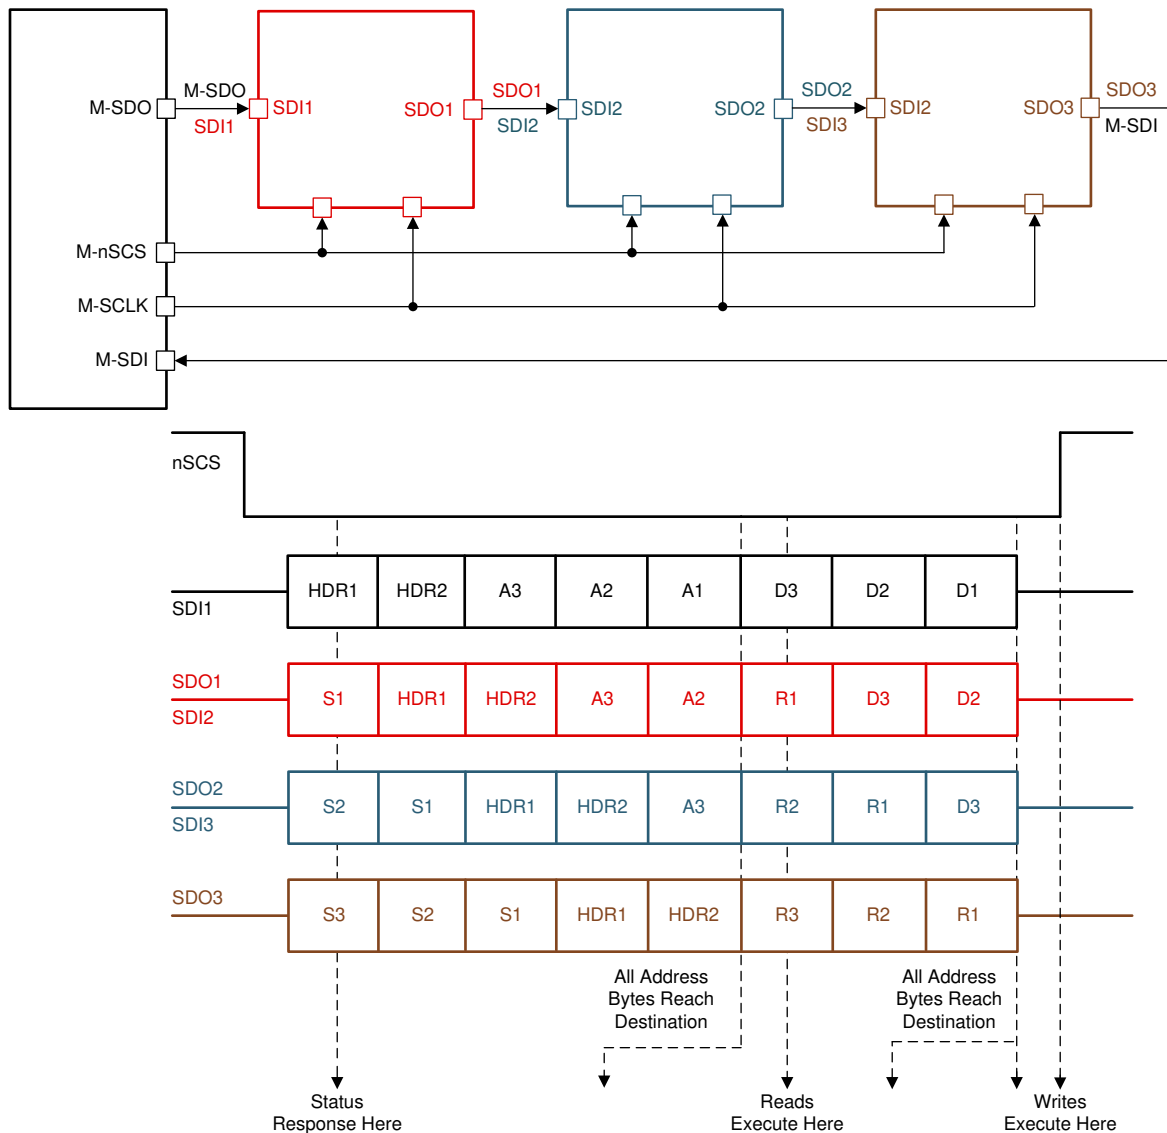 M-SDO
M-SDO
SDI1
SDI1
SDO1
SDO1
SDI2
SDI2
SDO2
SDO2
SDI3
SDI2
SDO3
SDO3
M-SDI
M-nSCS
M-SCLK
M-SDI
nSCS
SDI1
HDR1 HDR2 A3 A2 A1 D3 D2 D1
SDO1
SDI2
S1 HDR1 HDR2 A3 A2 R1 D3 D2
SDO2
SDI3
S2 S1 HDR1 HDR2 A3 R2 R1 D3
SDO3
S3 S2 S1 HDR1 HDR2 R3 R2 R1
All Address
Bytes Reach
Destination
All Address
Bytes Reach
Destination
Status
Response Here
Reads
Execute Here
Writes
Execute Here